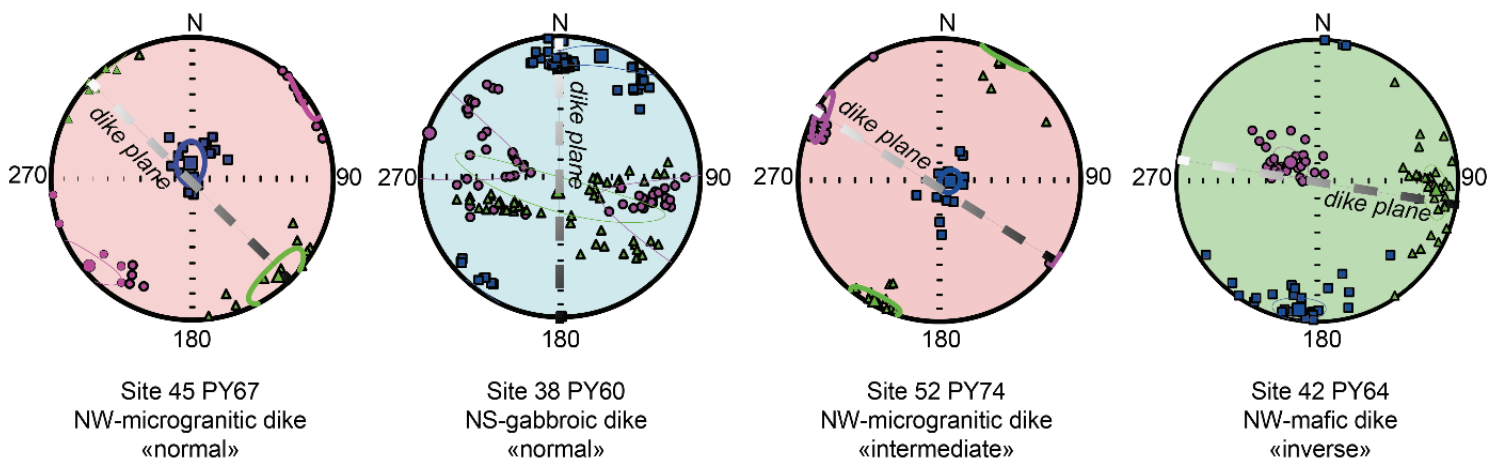 N
270
90
180
dike plane
Site 45 PY67
NW-microgranitic dike
«normal»
N
270
90
180
dike plane
Site 38 PY60
NS-gabbroic dike
«normal»
N
270
90
180
dike plane
Site 52 PY74
NW-microgranitic dike
«intermediate»
N
270
90
180
dike plane
Site 42 PY64
NW-mafic dike
«inverse»